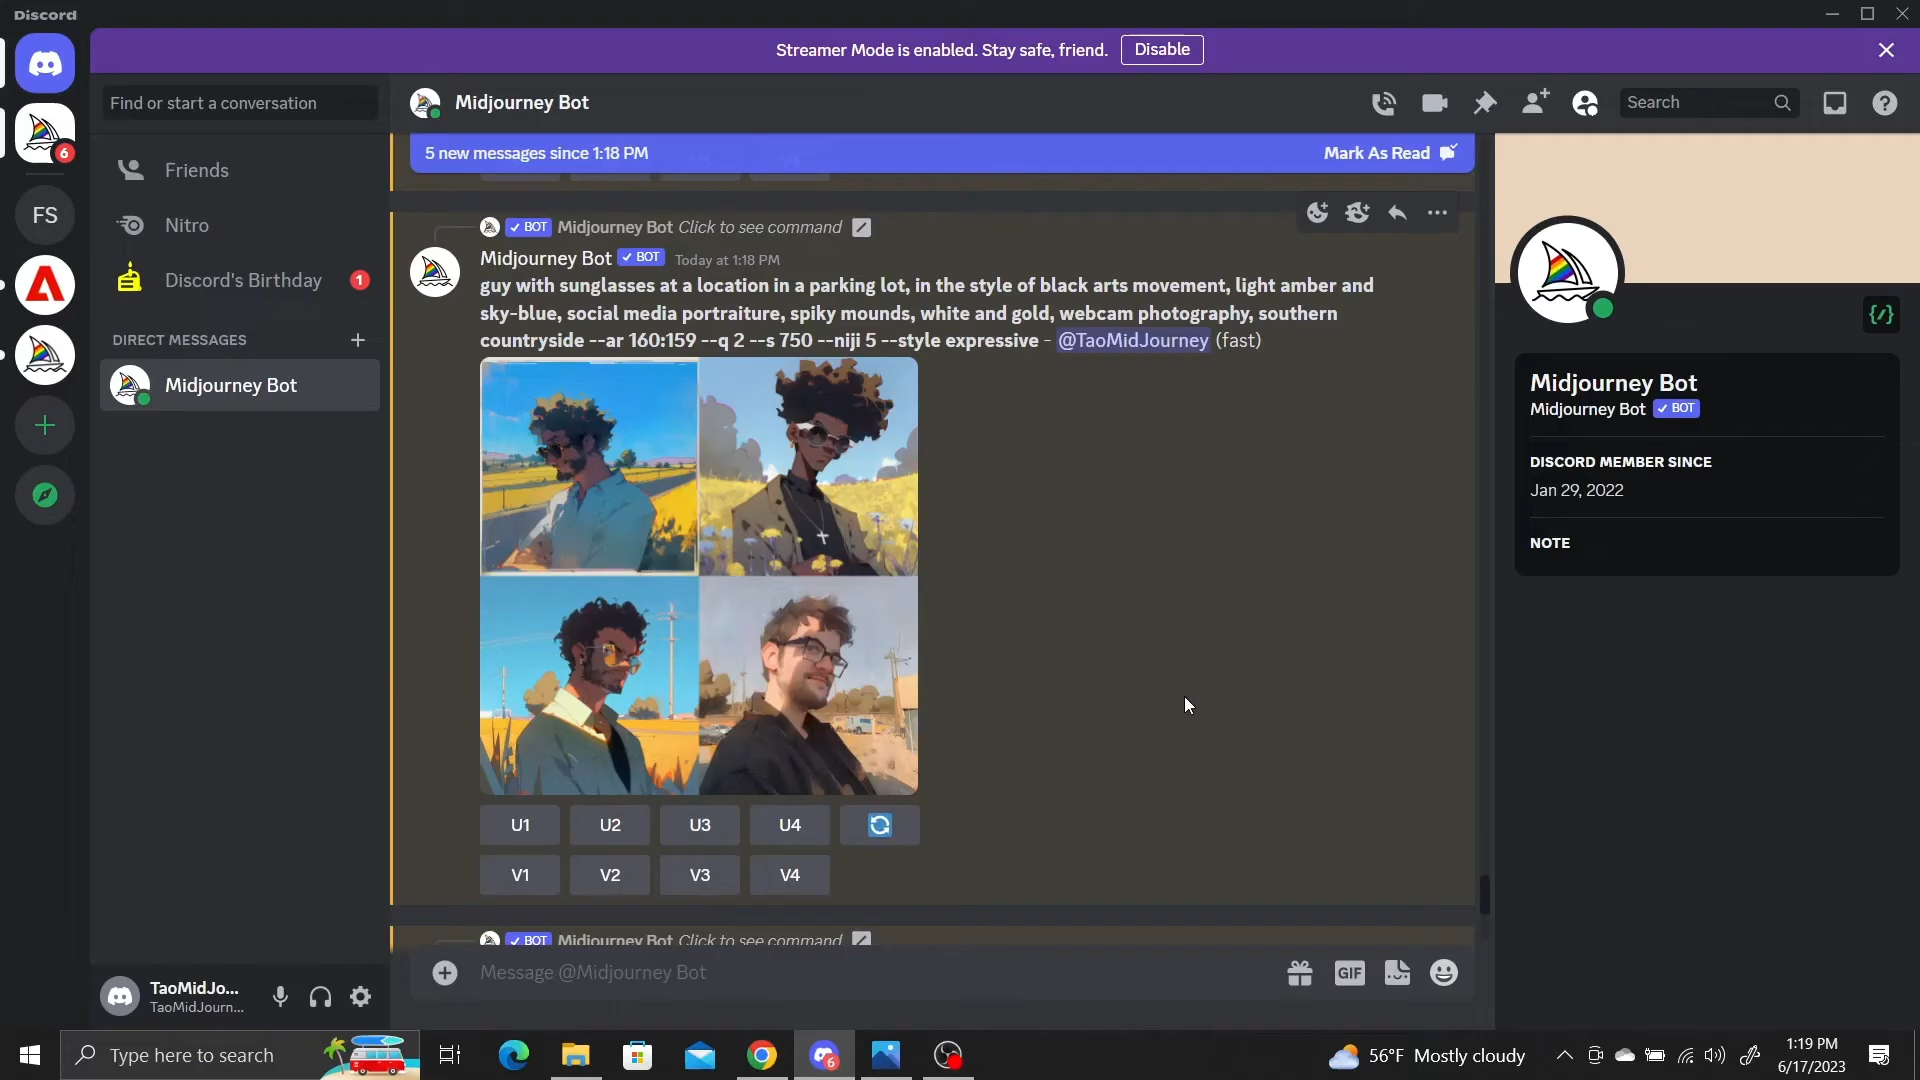 Discord
Streamer Mode is enabled. Stay safe, friend. Disable
Find or start a conversation
Midjourney Bot
Search
6
Friends
5 new messages since 1:18 PM
Mark As Read
FS
Nitro
BOT Midjourney Bot Click to see command
Midjourney Bot BOT Today at 1:18 PM
Discord's Birthday 1
guy with sunglasses at a location in a parking lot, in the style of black arts movement, light amber and
sky-blue, social media portraiture, spiky mounds, white and gold, webcam photography, southern
countryside --ar 160:159 --q 2 --s 750 --niji 5 --style expressive - @TaoMidJourney (fast)
DIRECT MESSAGES
Midjourney Bot
U1 U2 U3 U4
V1 V2 V3 V4
BOT Midjourney Bot Click to see command
Message @Midjourney Bot
GIF
Midjourney Bot
Midjourney Bot BOT
DISCORD MEMBER SINCE
Jan 29, 2022
NOTE
TaoMidJo...
TaoMidJourn...
Type here to search
6
56°F Mostly cloudy
1:19 PM
6/17/2023